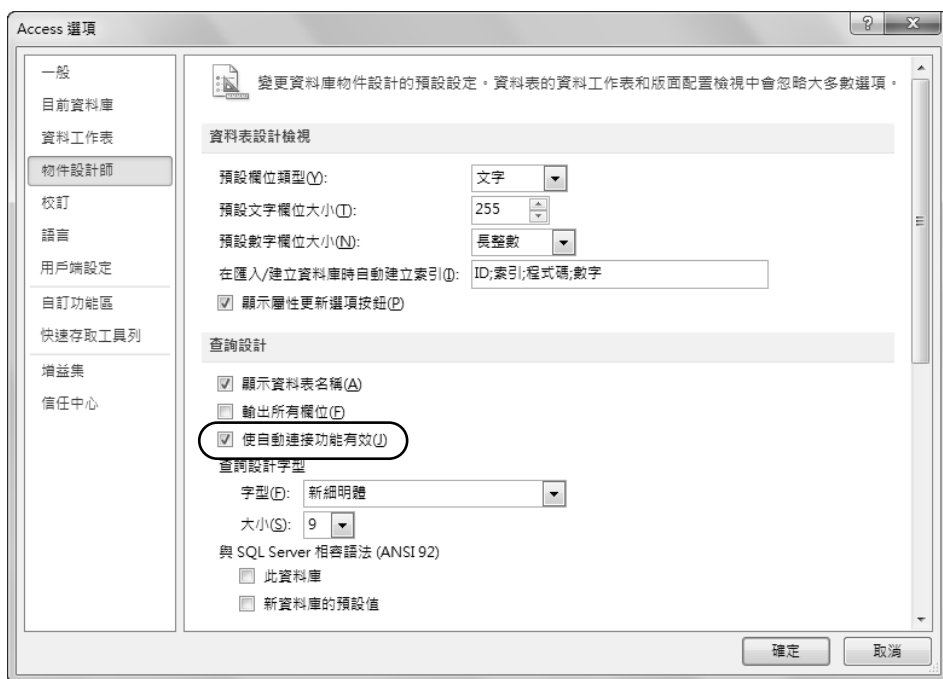 Access 選項
一般
目前資料庫
資料工作表
物件設計師
校訂
語言
用戶端設定
自訂功能區
快速存取工具列
增益集
信任中心
變更資料庫物件設計的預設設定。資料表的資料工作表和版面配置檢視中會忽略大多數選項。
資料表設計檢視
預設欄位類型(Y): 文字
預設文字欄位大小(T): 255
預設數字欄位大小(N): 長整數
在匯入/建立資料庫時自動建立索引(I): ID;索引;程式碼;數字
顯示屬性更新選項按鈕(P)
查詢設計
顯示資料表名稱(A)
輸出所有欄位(F)
使自動連接功能有效(J)
查詢設計字型
字型(F): 新細明體
大小(S): 9
與 SQL Server 相容語法 (ANSI 92)
此資料庫
新資料庫的預設值
確定
取消